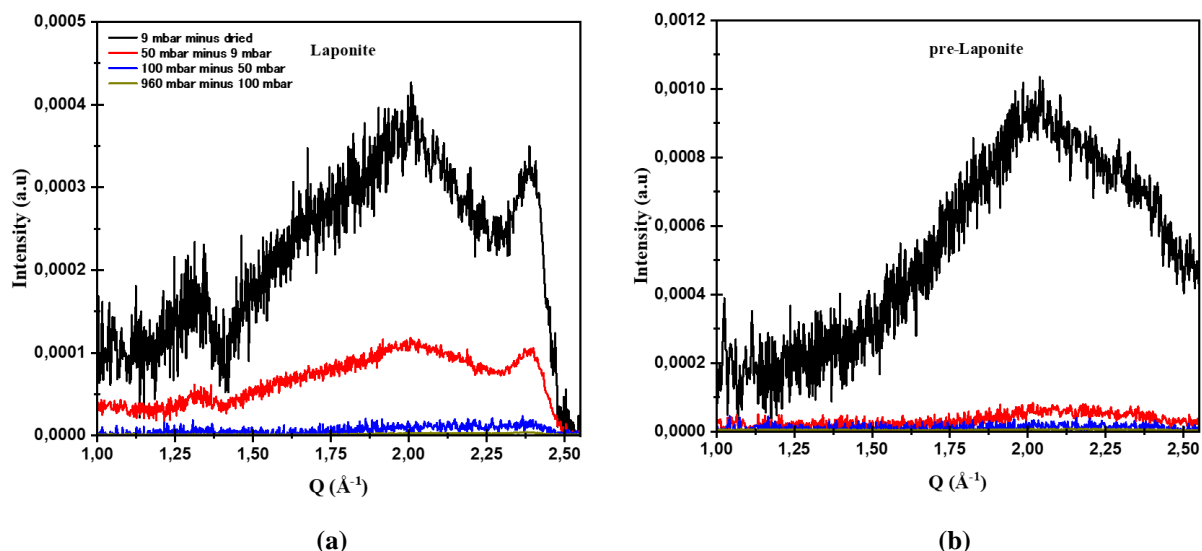 0,0005
0,0004
0,0003
0,0002
0,0001
0,0000
Intensity (a.u)
9 mbar minus dried
50 mbar minus 9 mbar
100 mbar minus 50 mbar
960 mbar minus 100 mbar
Laponite
1,00 1,25 1,50 1,75 2,00 2,25 2,50
Q (Å-1)
(a)
0,0012
0,0010
0,0008
0,0006
0,0004
0,0002
0,0000
Intensity (a.u)
pre-Laponite
1,00 1,25 1,50 1,75 2,00 2,25 2,50
Q (Å-1)
(b)